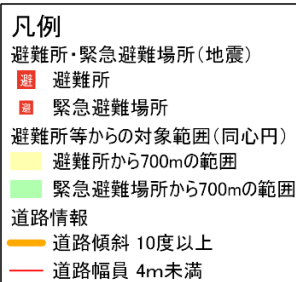 凡例
避難所・緊急避難場所(地震)
避 避難所
避 緊急避難場所
避難所等からの対象範囲(同心円)
避難所から700mの範囲
緊急避難場所から700mの範囲
道路情報
道路傾斜 10度以上
道路幅員 4m未満